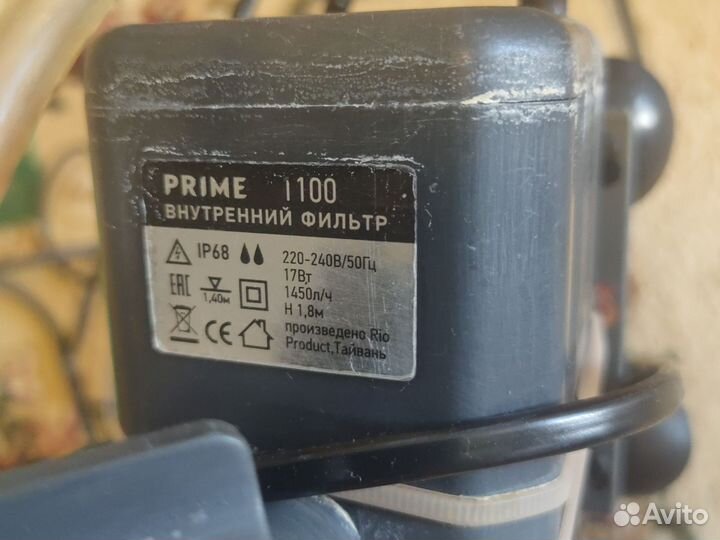 PRIME i100
ВНУТРЕННИЙ ФИЛЬТР
IP68 220-240В/50Гц
17Вт
EAC 1,40м 1450л/ч
H 1,8м
CE произведено Rio
Product,Тайвань
Avito